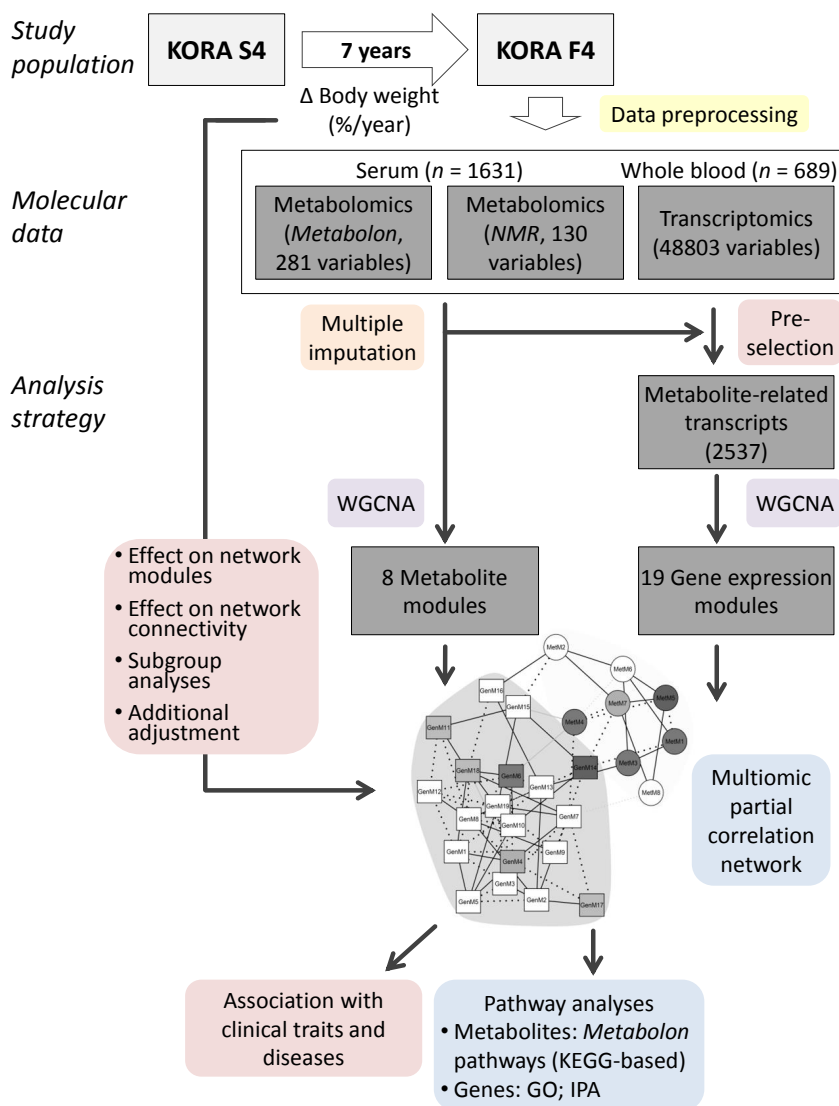 Study
population
KORA S4
7 years
KORA F4
Δ Body weight
(%/year)
Data preprocessing
Molecular
data
Serum (n = 1631)
Whole blood (n = 689)
Metabolomics
(Metabolon,
281 variables)
Metabolomics
(NMR, 130
variables)
Transcriptomics
(48803 variables)
Multiple
imputation
Pre-
selection
Analysis
strategy
Metabolite-related
transcripts
(2537)
WGCNA
WGCNA
• Effect on network
modules
• Effect on network
connectivity
• Subgroup
analyses
• Additional
adjustment
8 Metabolite
modules
19 Gene expression
modules
MetM2
MetM6
GenM16
MetM5
GenM15
MetM7
GenM11
MetM4
MetM1
GenM18
GenM6
GenM14
MetM3
GenM12
GenM13
MetM8
GenM19
GenM8
GenM10
GenM7
GenM1
GenM4
GenM9
GenM3
GenM5
GenM2
GenM17
Multiomic
partial
correlation
network
Association with
clinical traits and
diseases
Pathway analyses
• Metabolites: Metabolon
pathways (KEGG-based)
• Genes: GO; IPA